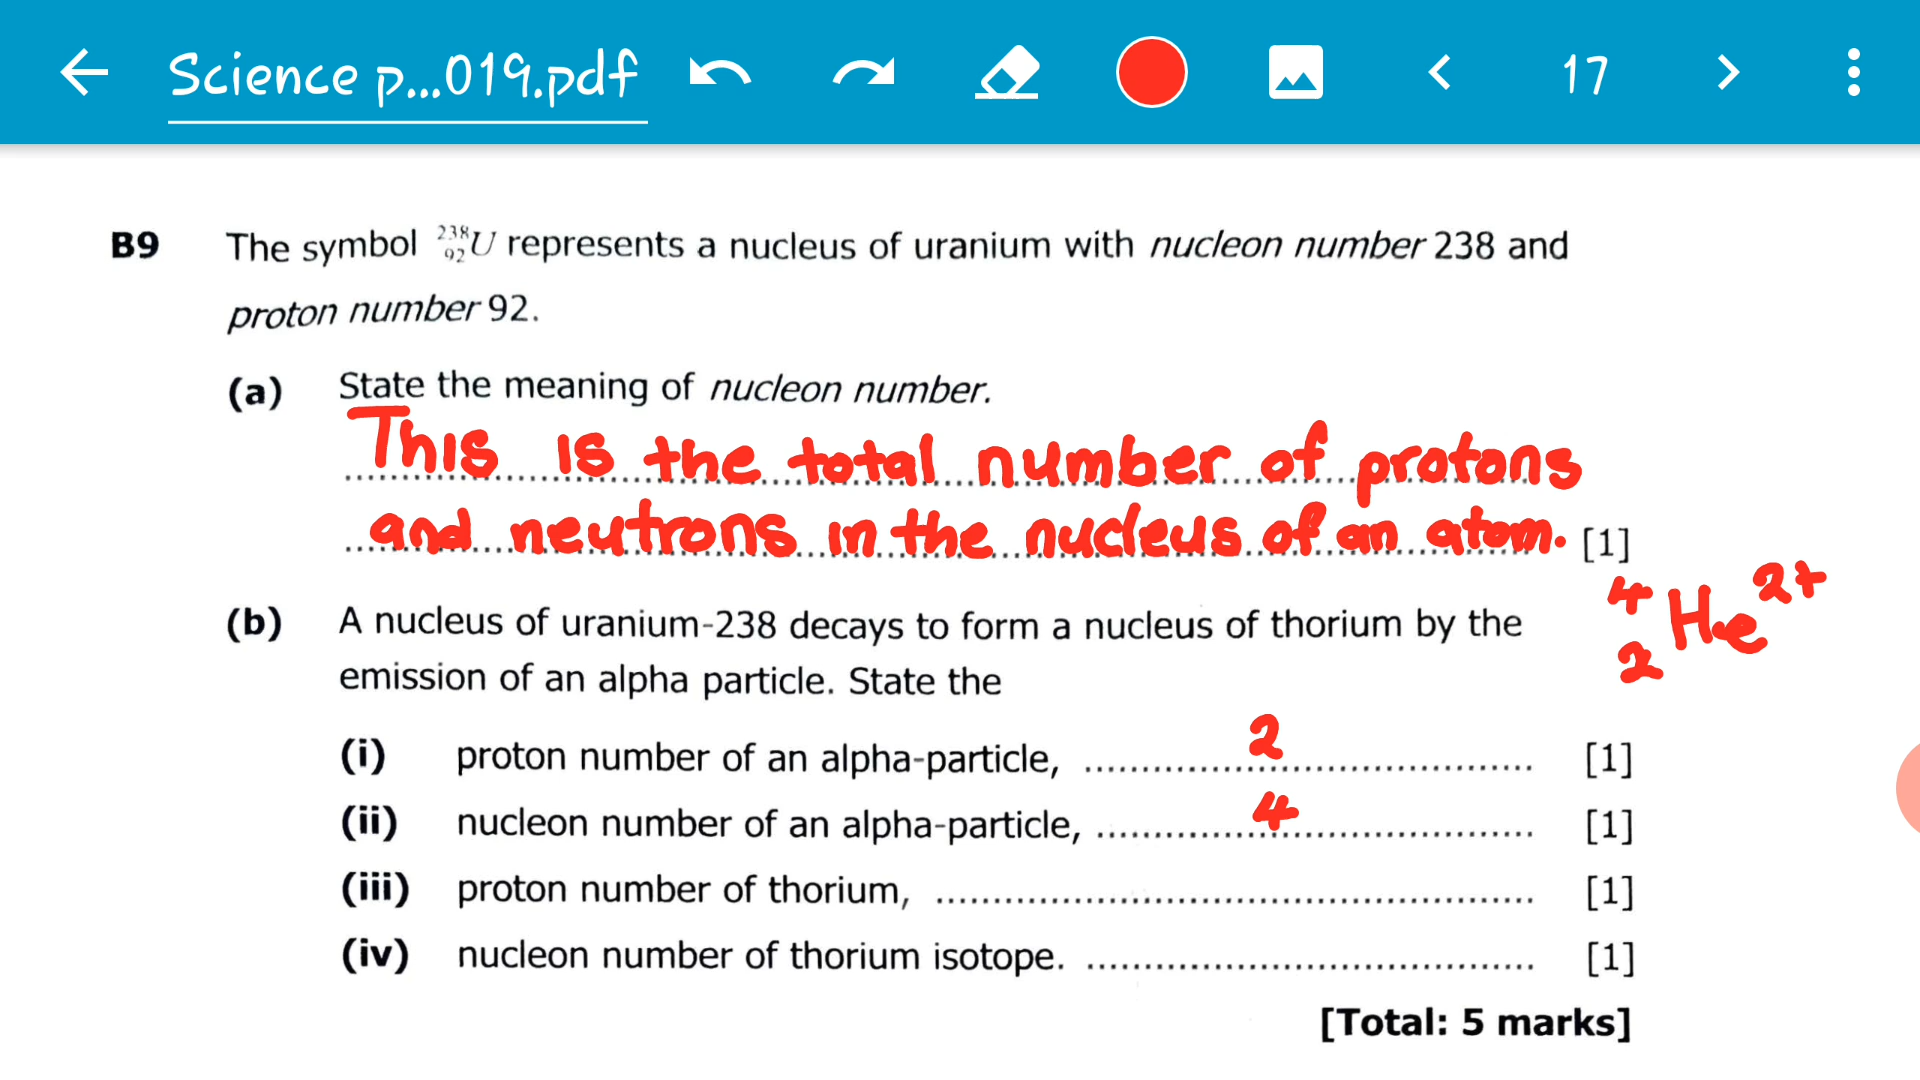 Science p...019.pdf 17
B9 The symbol ²³⁸₉₂U represents a nucleus of uranium with nucleon number 238 and
proton number 92.
(a) State the meaning of nucleon number.
This is the total number of protons
and neutrons in the nucleus of an atom. [1]
⁴₂He²⁺
(b) A nucleus of uranium-238 decays to form a nucleus of thorium by the
emission of an alpha particle. State the
(i) proton number of an alpha-particle, 2 [1]
(ii) nucleon number of an alpha-particle, 4 [1]
(iii) proton number of thorium, [1]
(iv) nucleon number of thorium isotope. [1]
[Total: 5 marks]